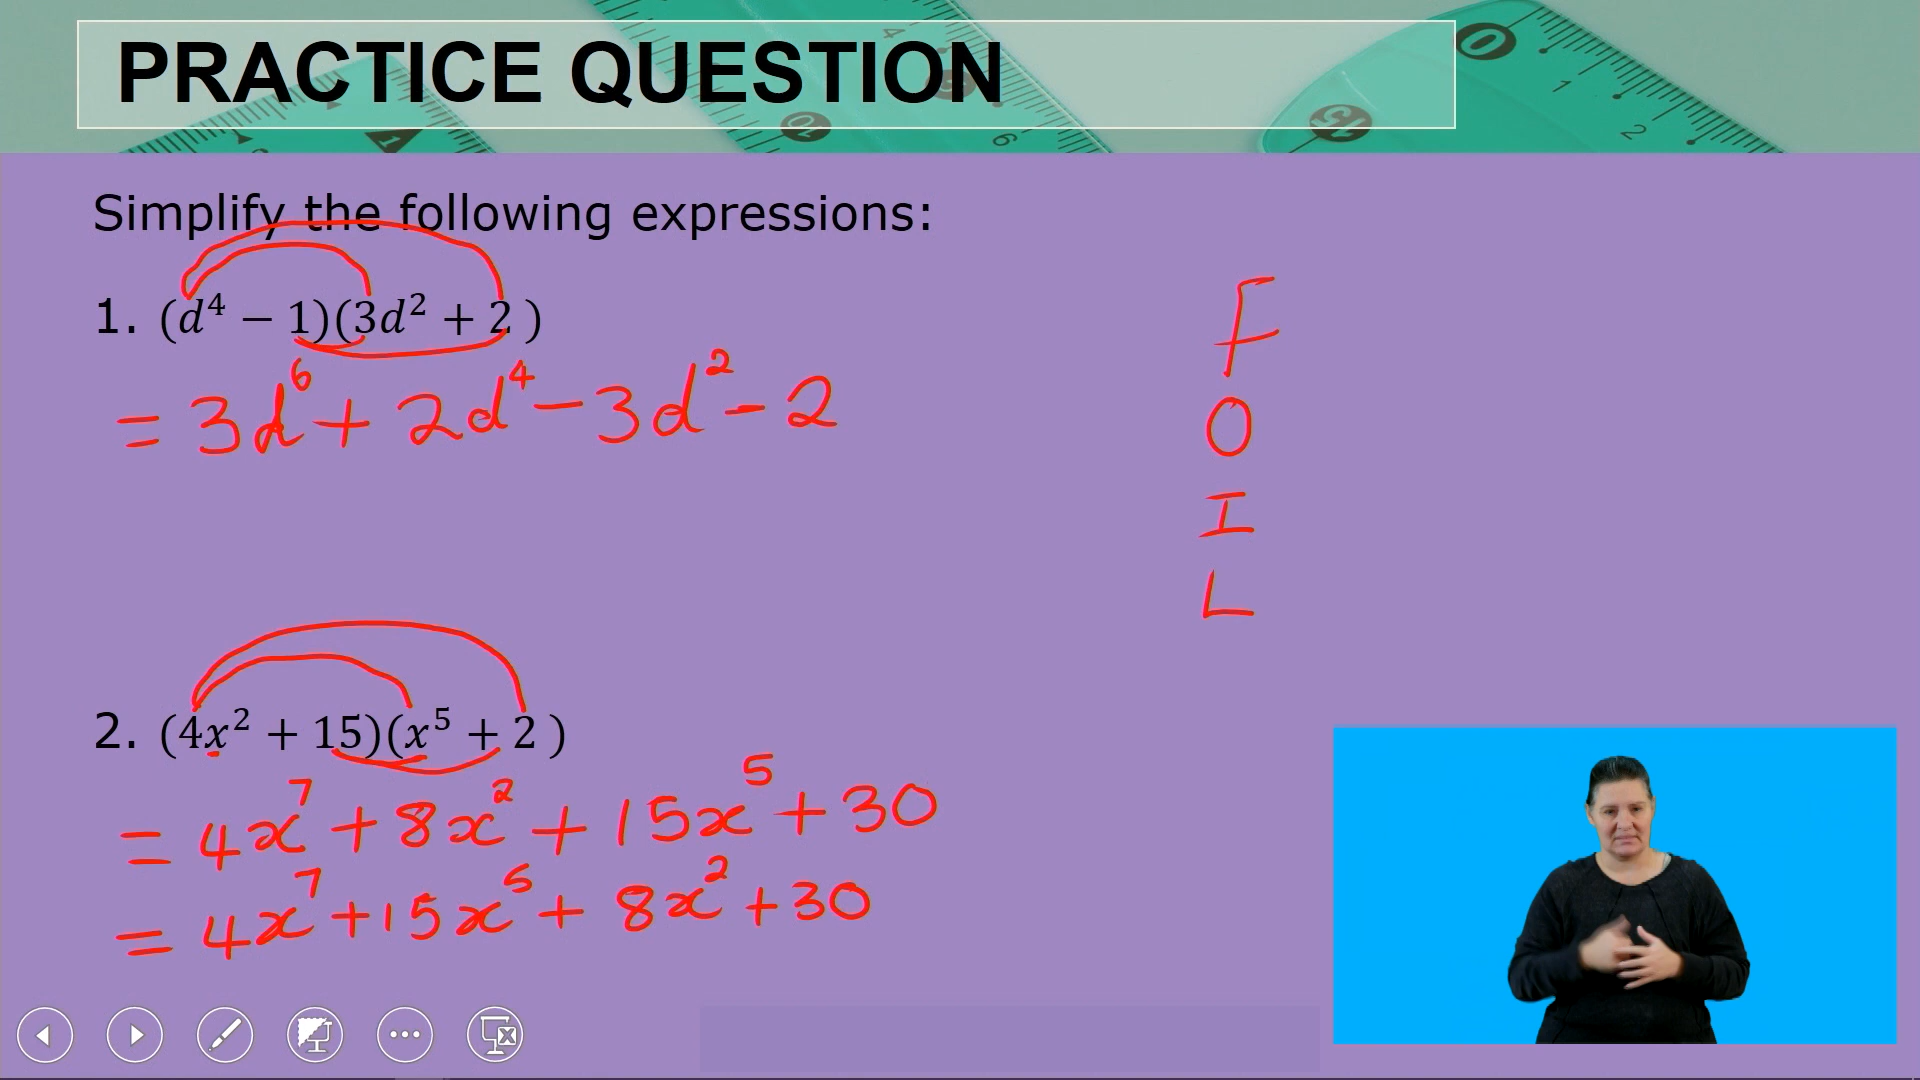 PRACTICE QUESTION
Simplify the following expressions:
1. (d⁴ − 1)(3d² + 2 )
= 3d⁶ + 2d⁴ − 3d² − 2
F
O
I
L
2. (4x² + 15)(x⁵ + 2 )
= 4x⁷ + 8x² + 15x⁵ + 30
= 4x⁷ + 15x⁵ + 8x² + 30